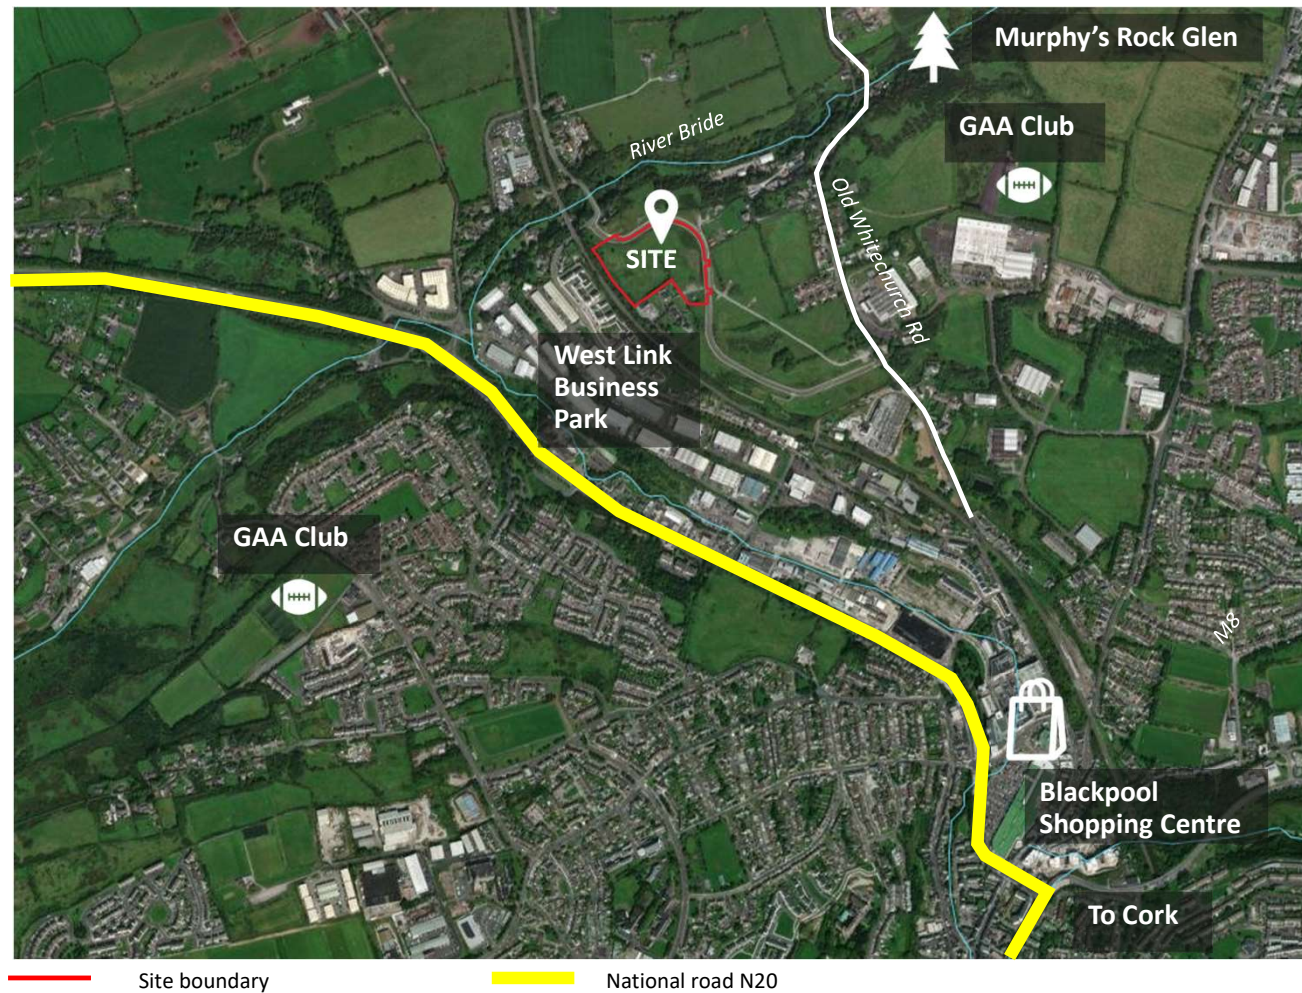 Murphy's Rock Glen
GAA Club
River Bride
Old Whitechurch Rd
SITE
West Link
Business
Park
GAA Club
M8
Blackpool
Shopping Centre
To Cork
Site boundary
National road N20